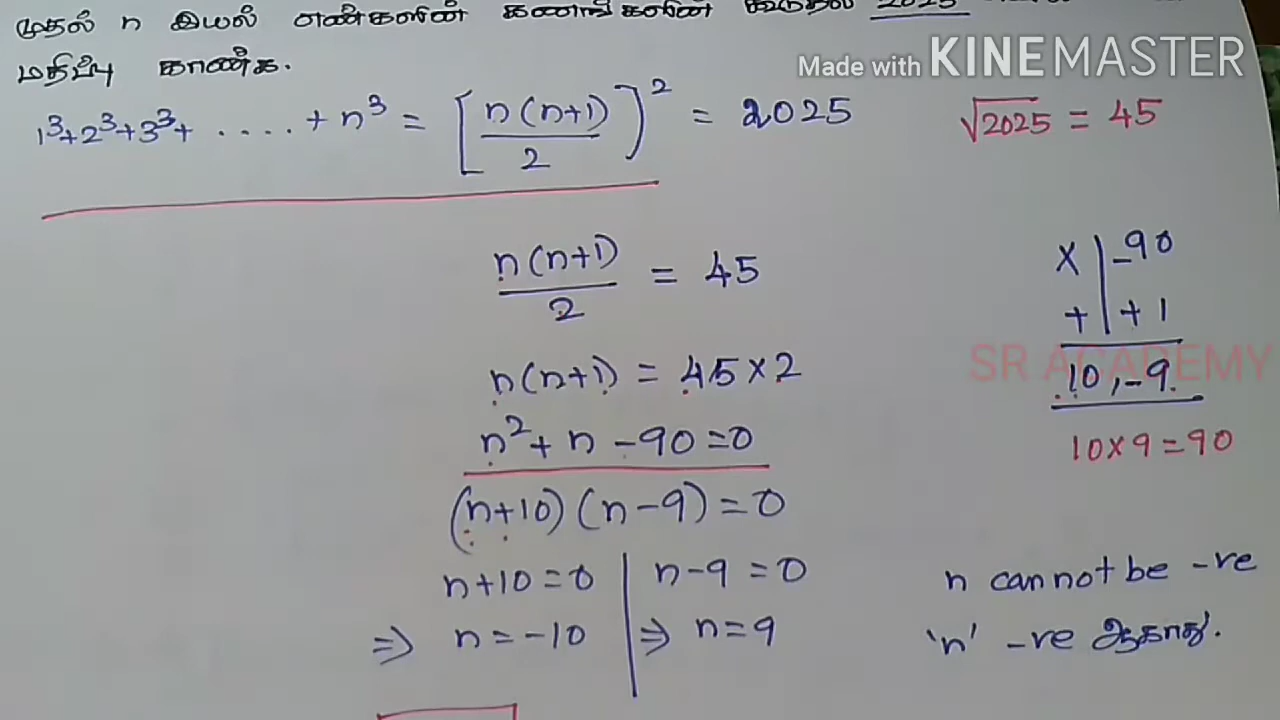 முதல் n இயல் எண்களின் கணங்களின் கூடுதல் 2025
மதிப்பு காண்க.
Made with KINEMASTER
1³+2³+3³+ ..... + n³ = [n(n+1)/2]² = 2025
√2025 = 45
n(n+1)/2 = 45
n(n+1) = 45×2
n² + n - 90 = 0
(n+10)(n-9) = 0
n+10 = 0 | n-9 = 0
⇒ n = -10 | ⇒ n = 9
× | -90
+ | +1
SR ACADEMY
10, -9
10×9 = 90
n cannot be -ve
'n' -ve ஆகாது.